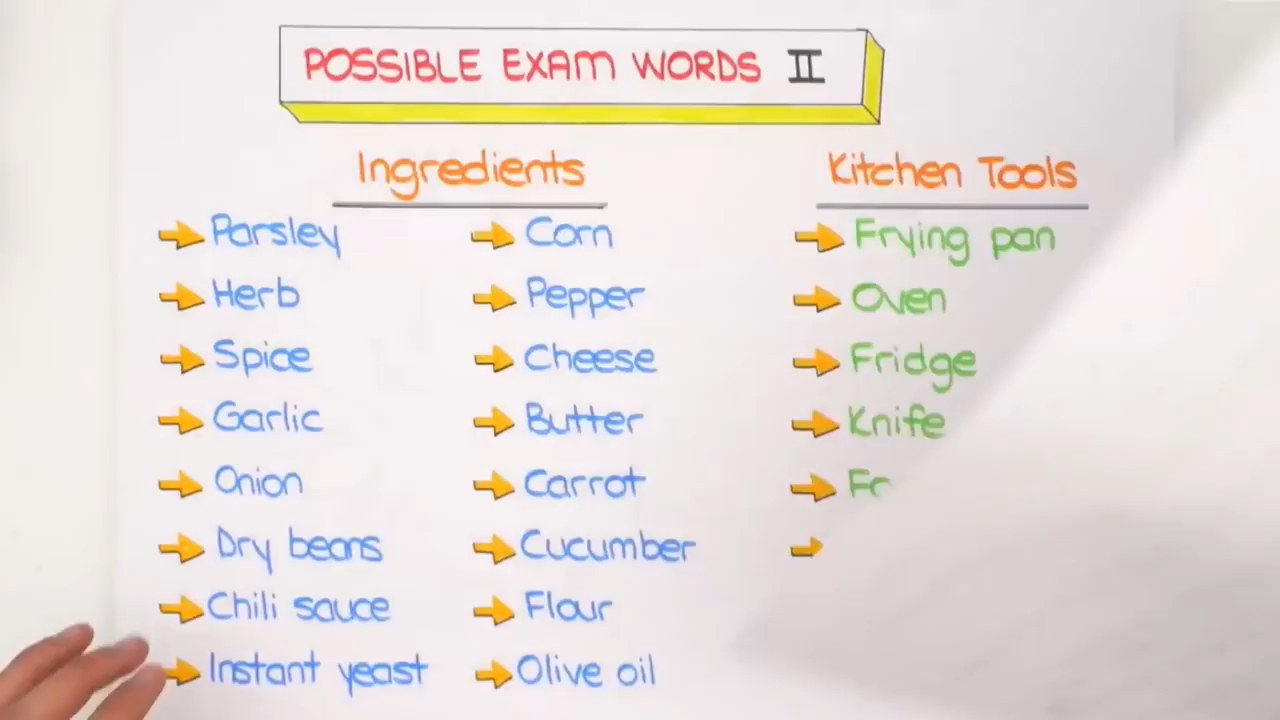 POSSIBLE EXAM WORDS II
Ingredients
Parsley
Herb
Spice
Garlic
Onion
Dry beans
Chili sauce
Instant yeast
Corn
Pepper
Cheese
Butter
Carrot
Cucumber
Flour
Olive oil
Kitchen Tools
Frying pan
Oven
Fridge
Knife